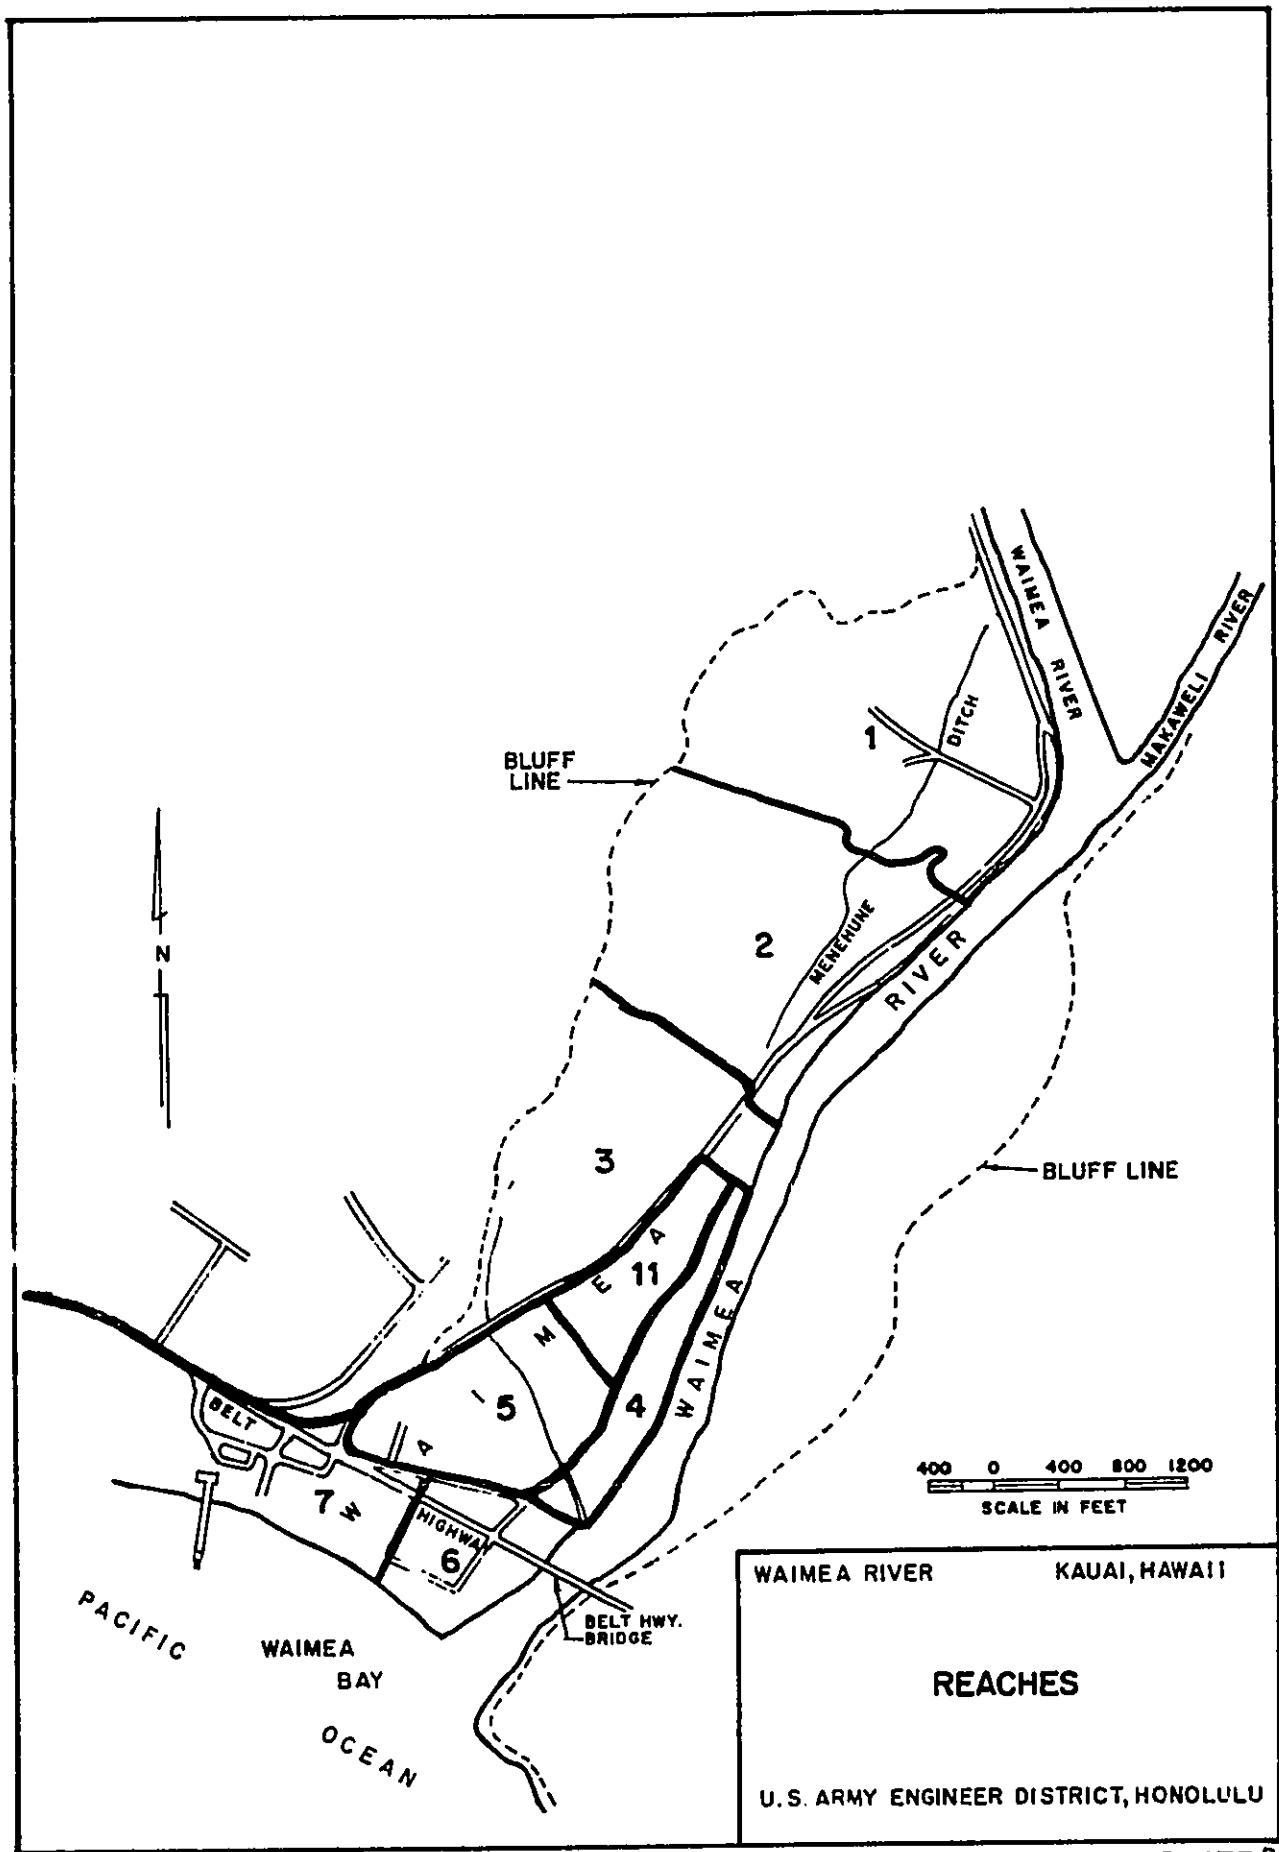 WAIMEA RIVER
MAKAWELI RIVER
DITCH
1
BLUFF
LINE
N
2
MENEHUNE
RIVER
3
BLUFF LINE
11
WAIMEA
WAIMEA
4
5
BELT
7
HIGHWAY
6
400 0 400 800 1200
SCALE IN FEET
BELT HWY.
BRIDGE
PACIFIC
WAIMEA
BAY
OCEAN
WAIMEA RIVER KAUAI, HAWAII
REACHES
U.S. ARMY ENGINEER DISTRICT, HONOLULU